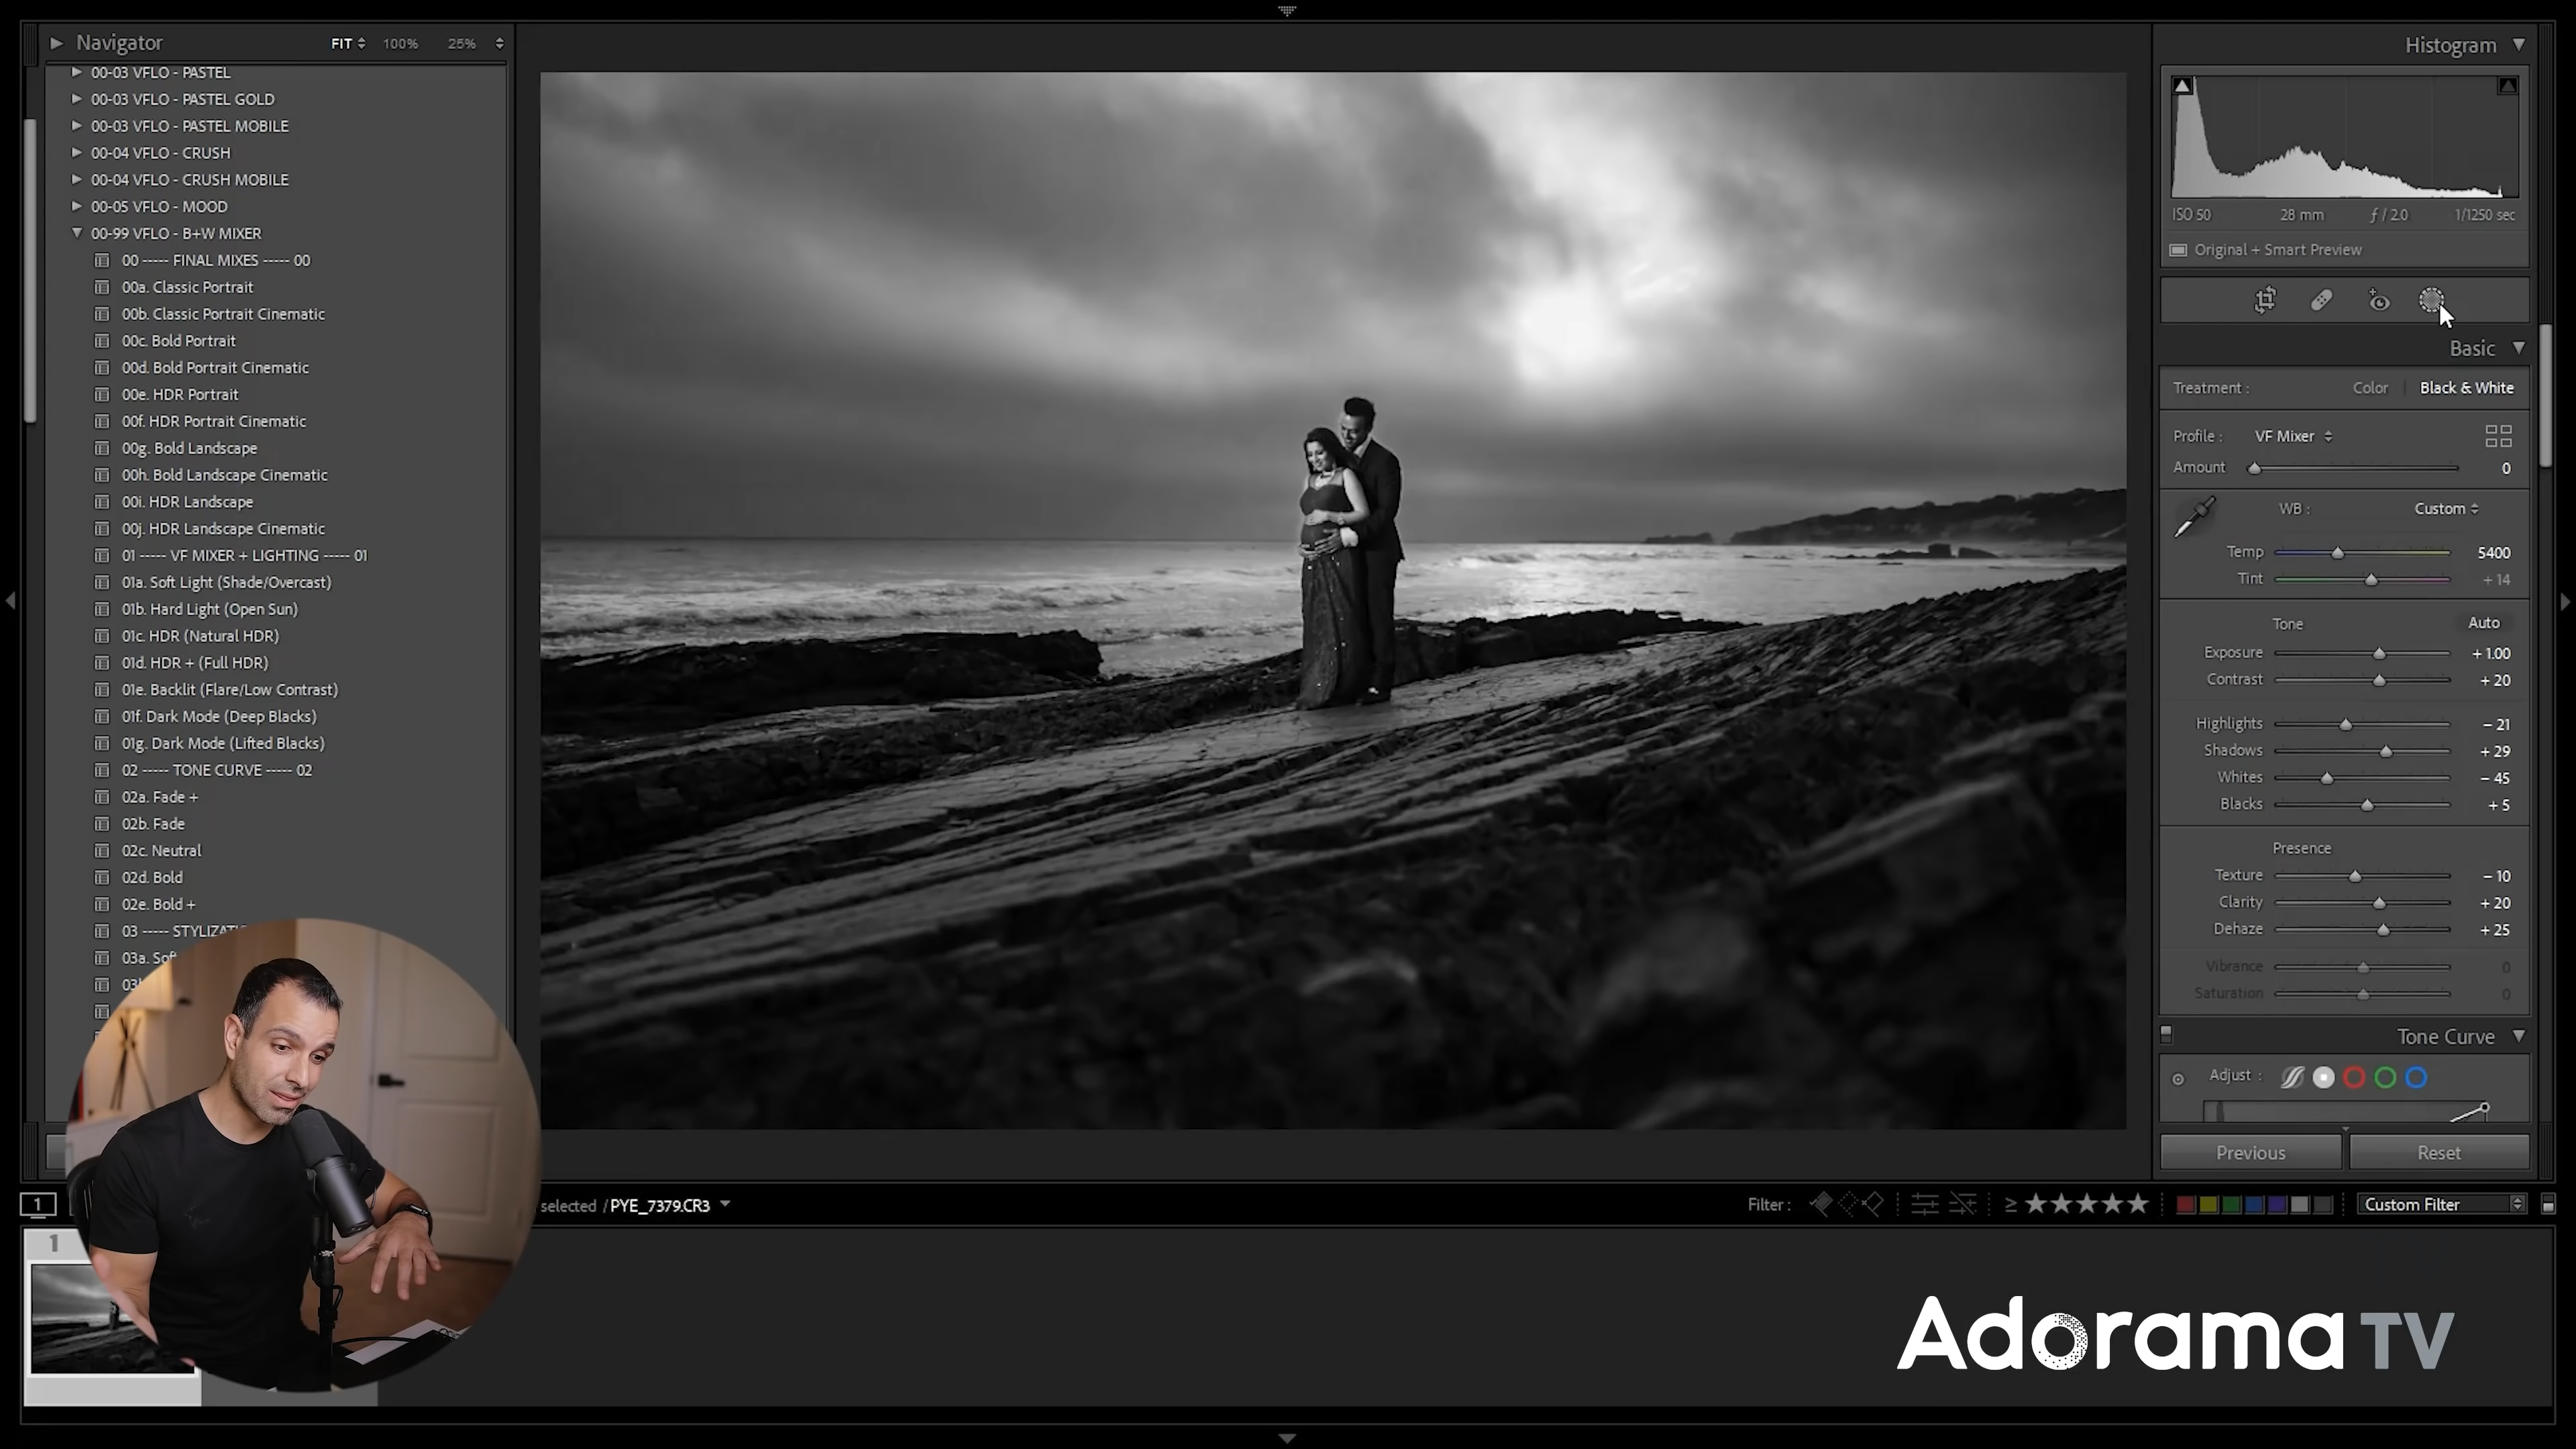 Navigator
FIT 100% 25%
00-03 VFLO - PASTEL
00-03 VFLO - PASTEL GOLD
00-03 VFLO - PASTEL MOBILE
00-04 VFLO - CRUSH
00-04 VFLO - CRUSH MOBILE
00-05 VFLO - MOOD
00-99 VFLO - B+W MIXER
00 ----- FINAL MIXES ----- 00
00a. Classic Portrait
00b. Classic Portrait Cinematic
00c. Bold Portrait
00d. Bold Portrait Cinematic
00e. HDR Portrait
00f. HDR Portrait Cinematic
00g. Bold Landscape
00h. Bold Landscape Cinematic
00i. HDR Landscape
00j. HDR Landscape Cinematic
01 ----- VF MIXER + LIGHTING ----- 01
01a. Soft Light (Shade/Overcast)
01b. Hard Light (Open Sun)
01c. HDR (Natural HDR)
01d. HDR + (Full HDR)
01e. Backlit (Flare/Low Contrast)
01f. Dark Mode (Deep Blacks)
01g. Dark Mode (Lifted Blacks)
02 ----- TONE CURVE ----- 02
02a. Fade +
02b. Fade
02c. Neutral
02d. Bold
02e. Bold +
03 -----
03a.
Histogram
ISO 50 28 mm ƒ / 2.0 1/1250 sec
Original + Smart Preview
Basic
Treatment : Color Black & White
Profile : VF Mixer
Amount 0
WB : Custom
Temp 5400
Tint + 14
Tone Auto
Exposure + 1.00
Contrast + 20
Highlights – 21
Shadows + 29
Whites – 45
Blacks + 5
Presence
Texture – 10
Clarity + 20
Dehaze + 25
Vibrance 0
Saturation 0
Tone Curve
Adjust :
Previous Reset
1
selected / PYE_7379.CR3
Filter : ≥ ★★★★★ Custom Filter
1
Adorama TV